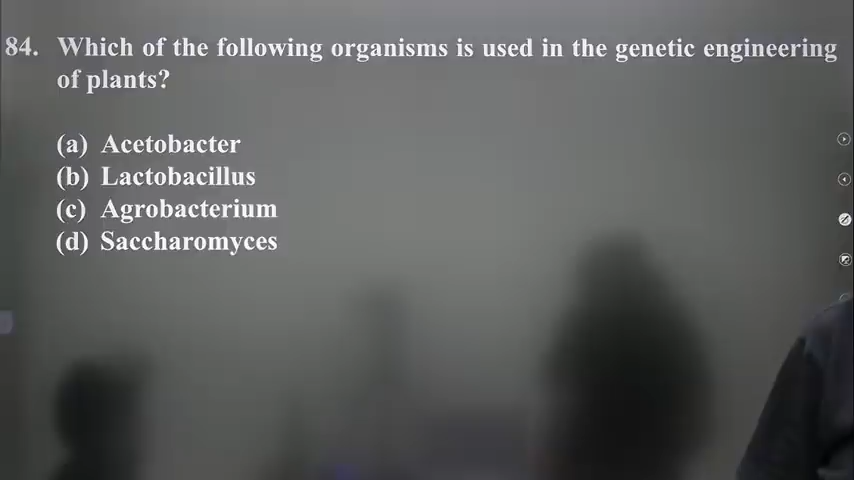 84. Which of the following organisms is used in the genetic engineering
of plants?
(a) Acetobacter
(b) Lactobacillus
(c) Agrobacterium
(d) Saccharomyces